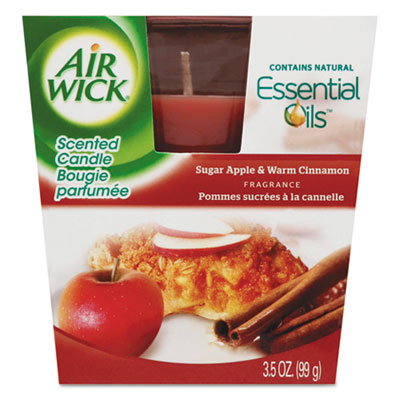 AIR
WICK
Scented
Candle
Bougie
parfumée
CONTAINS NATURAL
Essential
Oils™
Sugar Apple & Warm Cinnamon
FRAGRANCE
Pommes sucrées à la cannelle
3.5 OZ. (99 g)